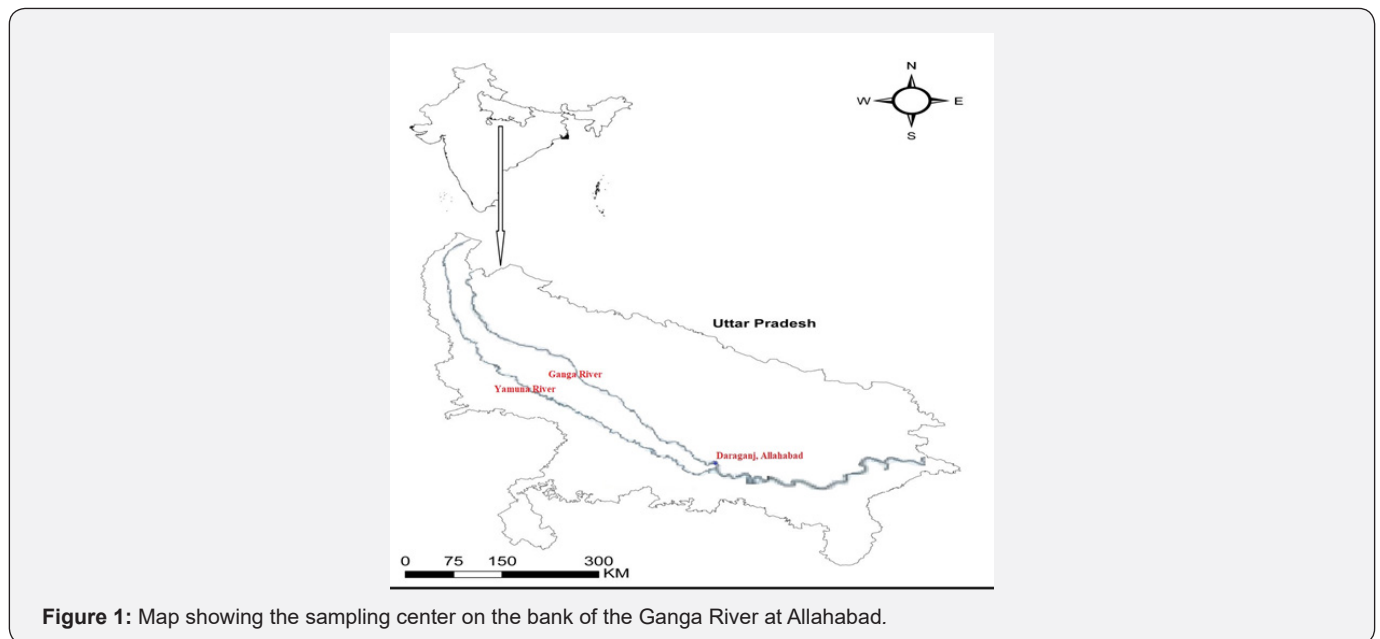 N
W E
S
Uttar Pradesh
Ganga River
Yamuna River
Daraganj, Allahabad
0 75 150 300
KM
Figure 1: Map showing the sampling center on the bank of the Ganga River at Allahabad.